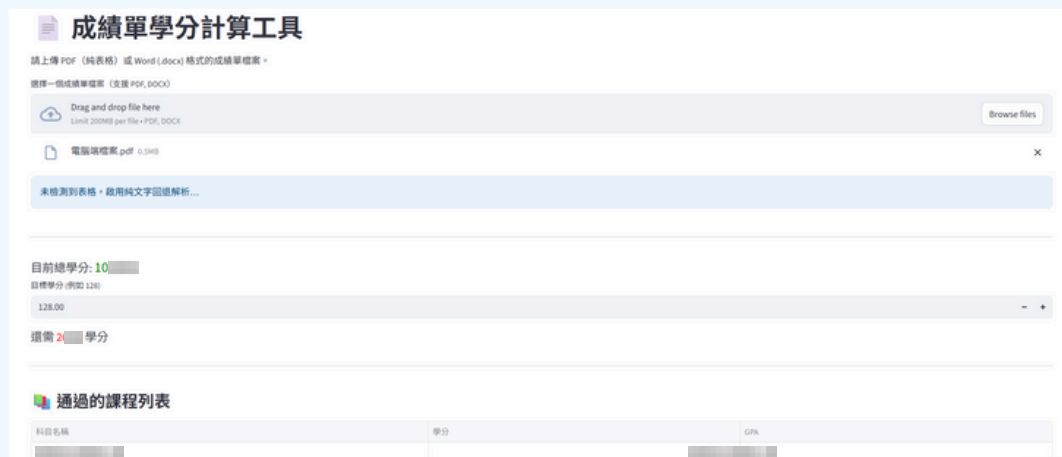 成績單學分計算工具
請上傳 PDF（純表格）或 Word (.docx) 格式的成績單檔案。
選擇一個成績單檔案（支援 PDF, DOCX）
Drag and drop file here
Limit 200MB per file • PDF, DOCX
Browse files
電腦端檔案.pdf 0.5MB
未檢測到表格，啟用純文字回退解析...
目前總學分: 10
目標學分 (例如 128)
128.00
還需 2 學分
通過的課程列表
科目名稱 學分 GPA